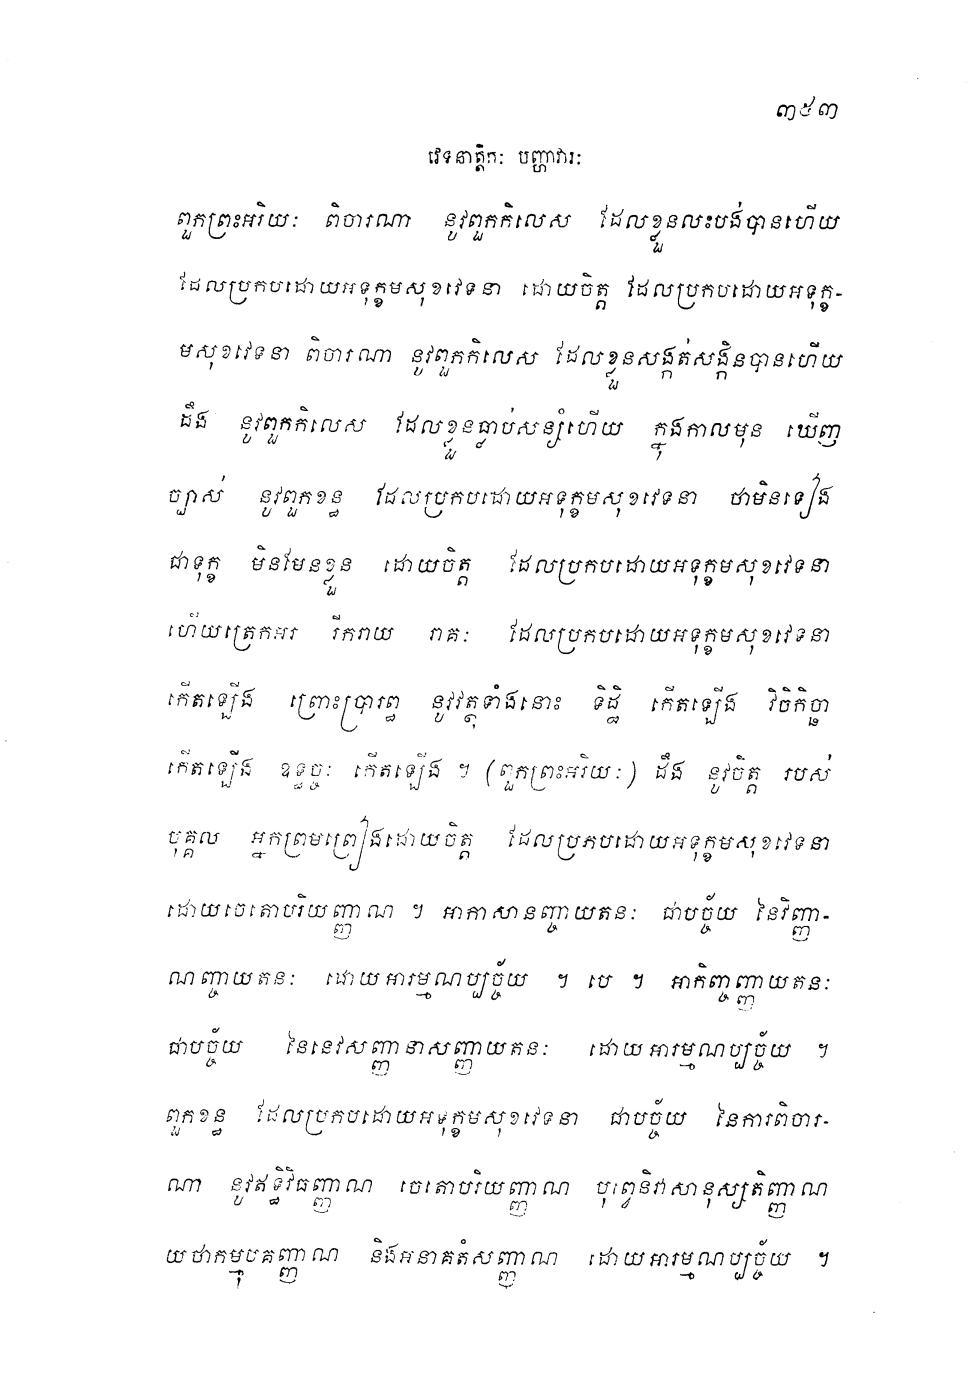 ៣៥៣
វេទនាត្តិកៈ បញ្ហាវារៈ
ពួកព្រះអរិយៈ ពិចារណា នូវពួកកិលេស ដែលខ្លួនលះបង់បានហើយ
ដែលប្រកបដោយអទុក្ខមសុខវេទនា ដោយចិត្ត ដែលប្រកបដោយអទុក្ខ-
មសុខវេទនា ពិចារណា នូវពួកកិលេស ដែលខ្លួនសង្កត់សង្កិនបានហើយ
ដឹង នូវពួកកិលេស ដែលខ្លួនធ្លាប់សន្សំហើយ ក្នុងកាលមុន ឃើញ
ច្បាស់ នូវពួកខន្ធ ដែលប្រកបដោយអទុក្ខមសុខវេទនា ថាមិនទៀង
ជាទុក្ខ មិនមែនខ្លួន ដោយចិត្ត ដែលប្រកបដោយអទុក្ខមសុខវេទនា
ហើយត្រេកអរ រីករាយ រាគៈ ដែលប្រកបដោយអទុក្ខមសុខវេទនា
កើតឡើង ព្រោះប្រារព្ធ នូវវត្ថុទាំងនោះ ទិដ្ឋិ កើតឡើង វិចិកិច្ឆា
កើតឡើង ឧទ្ធច្ចៈ កើតឡើង ។ (ពួកព្រះអរិយៈ) ដឹង នូវចិត្ត របស់
បុគ្គល អ្នកព្រមព្រៀងដោយចិត្ត ដែលប្រកបដោយអទុក្ខមសុខវេទនា
ដោយចេតោបរិយញ្ញាណ ។ អាកាសានញ្ចាយតនៈ ជាបច្ច័យ នៃវិញ្ញា-
ណញ្ចាយតនៈ ដោយអារម្មណប្បច្ច័យ ។ បេ ។ អាកិញ្ចញ្ញាយតនៈ
ជាបច្ច័យ នៃនេវសញ្ញានាសញ្ញាយតនៈ ដោយអារម្មណប្បច្ច័យ ។
ពួកខន្ធ ដែលប្រកបដោយអទុក្ខមសុខវេទនា ជាបច្ច័យ នៃការពិចារ-
ណា នូវឥទ្ធិវិធញ្ញាណ ចេតោបរិយញ្ញាណ បុព្វេនិវាសានុស្សតិញ្ញាណ
យថាកម្មុបគញ្ញាណ និងអនាគតំសញ្ញាណ ដោយអារម្មណប្បច្ច័យ ។